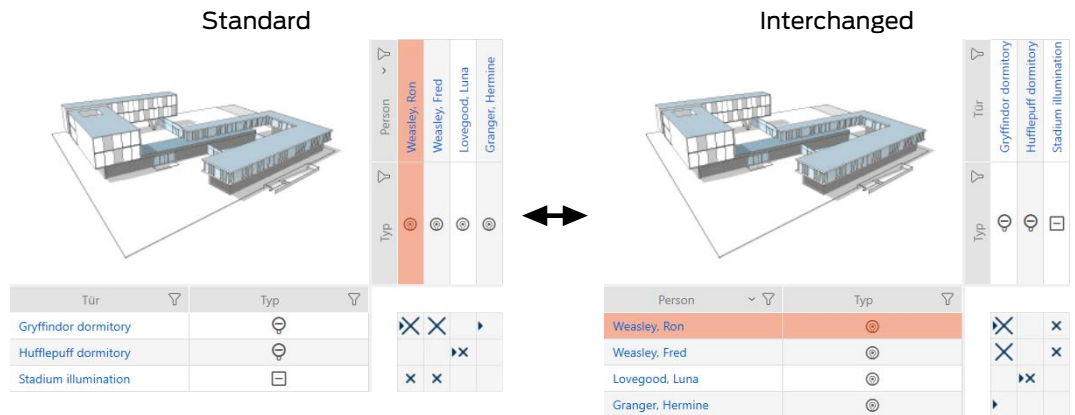 Standard
Interchanged
Person
Weasley, Ron
Weasley, Fred
Lovegood, Luna
Granger, Hermine
Typ
Tür
Typ
Gryffindor dormitory
Hufflepuff dormitory
Stadium illumination
Tür
Gryffindor dormitory
Hufflepuff dormitory
Stadium illumination
Typ
Person
Typ
Weasley, Ron
Weasley, Fred
Lovegood, Luna
Granger, Hermine